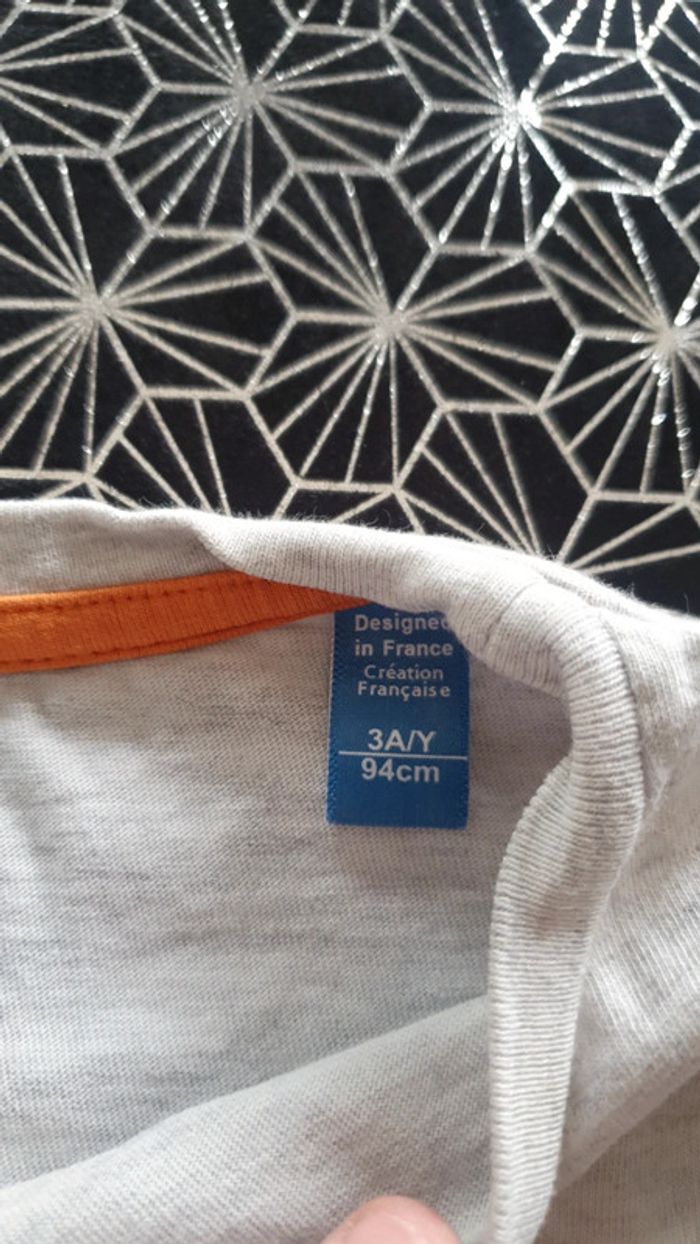 Designed
in France
Création
Française
3A/Y
94cm